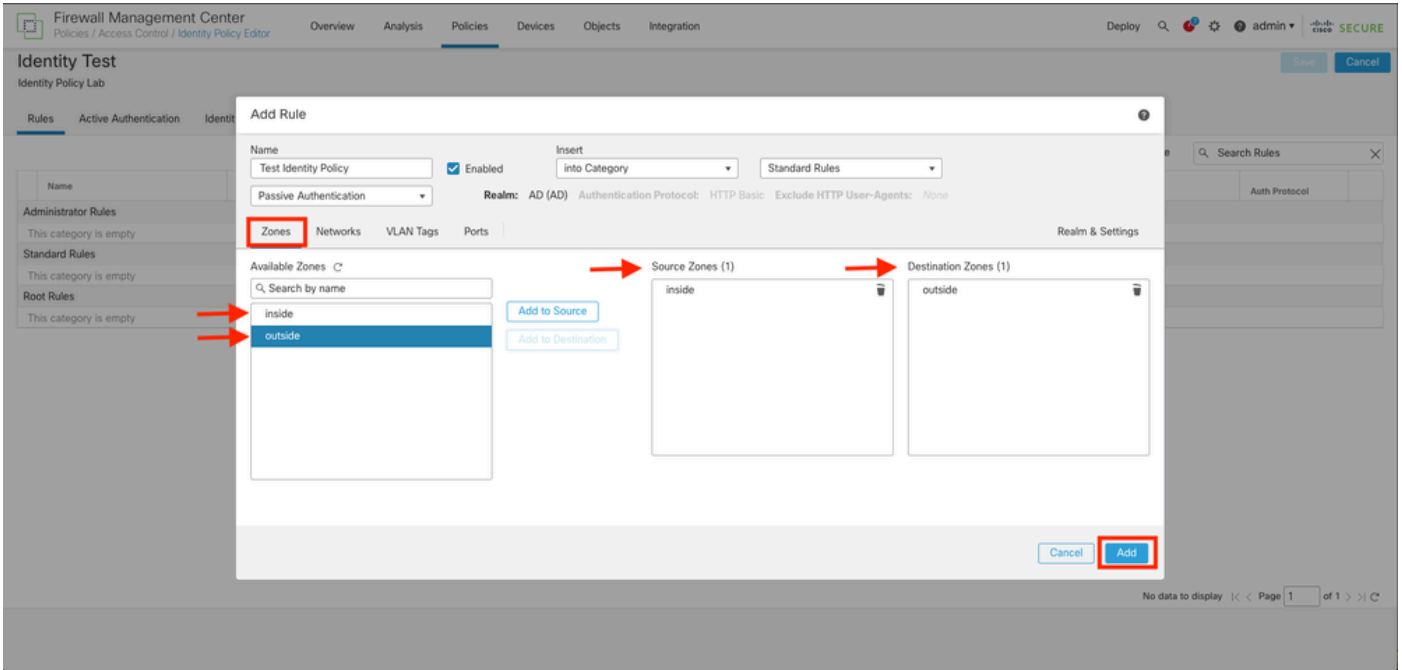 Firewall Management Center
Policies / Access Control / Identity Policy Editor
Overview Analysis Policies Devices Objects Integration
Deploy admin
cisco SECURE
Identity Test
Identity Policy Lab
Save Cancel
Rules Active Authentication Identit
Search Rules
Name
Auth Protocol
Administrator Rules
This category is empty
Standard Rules
This category is empty
Root Rules
This category is empty
Add Rule
Name
Test Identity Policy
Enabled
Insert
into Category
Standard Rules
Passive Authentication
Realm: AD (AD) Authentication Protocol: HTTP Basic Exclude HTTP User-Agents: None
Zones Networks VLAN Tags Ports
Realm & Settings
Available Zones
Search by name
inside
outside
Add to Source
Add to Destination
Source Zones (1)
inside
Destination Zones (1)
outside
Cancel Add
No data to display |< < Page 1 of 1 > >|